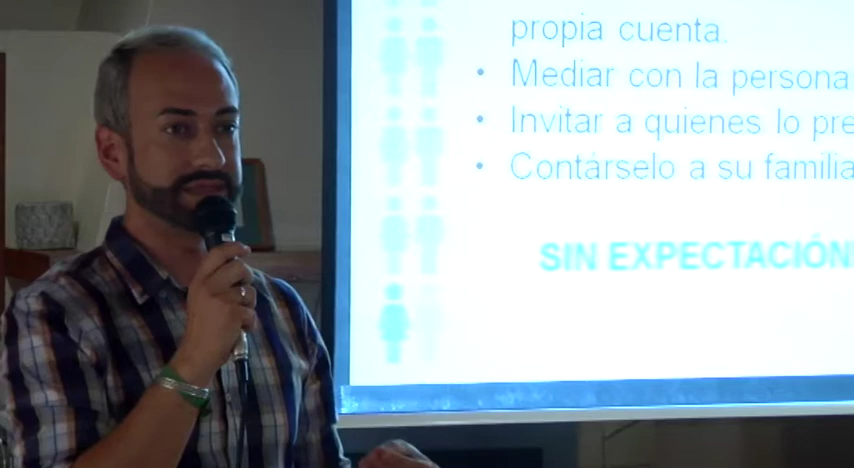 propia cuenta.
• Mediar con la persona
• Invitar a quienes lo pre
• Contárselo a su familia
SIN EXPECTACIÓN